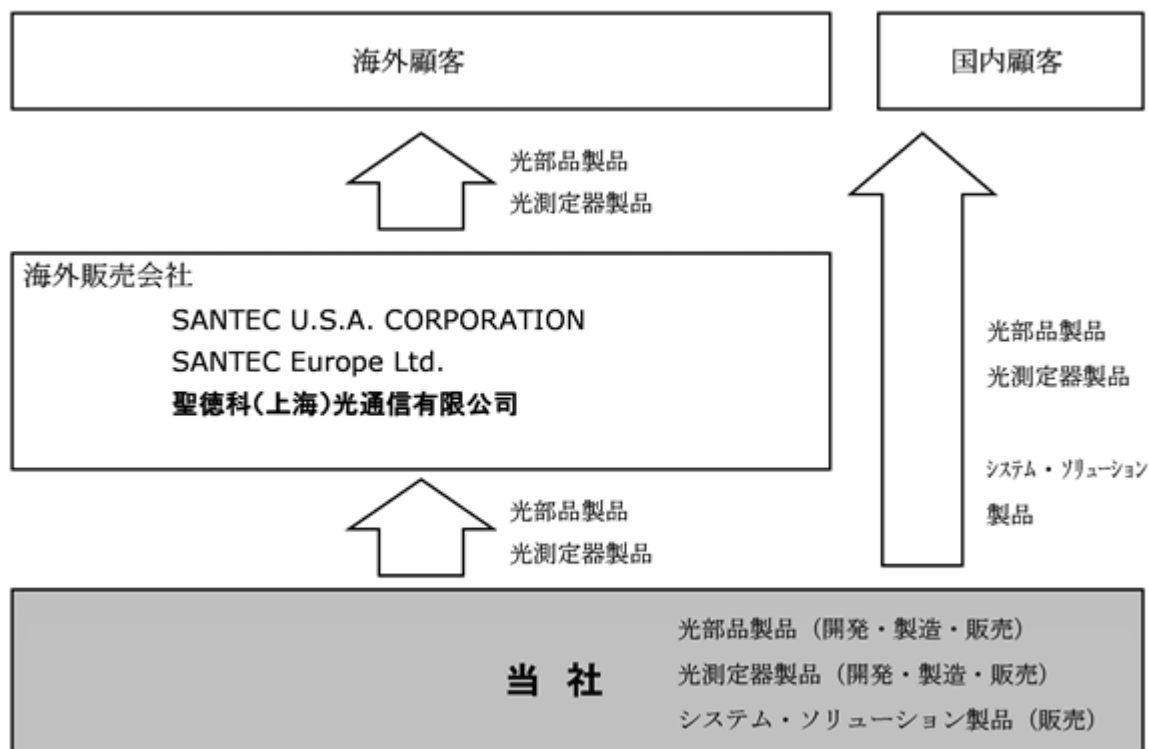 海外顧客
国内顧客
光部品製品
光測定器製品
海外販売会社
SANTEC U.S.A. CORPORATION
SANTEC Europe Ltd.
聖徳科(上海)光通信有限公司
光部品製品
光測定器製品
システム・ソリューション
製品
光部品製品
光測定器製品
当 社
光部品製品（開発・製造・販売）
光測定器製品（開発・製造・販売）
システム・ソリューション製品（販売）